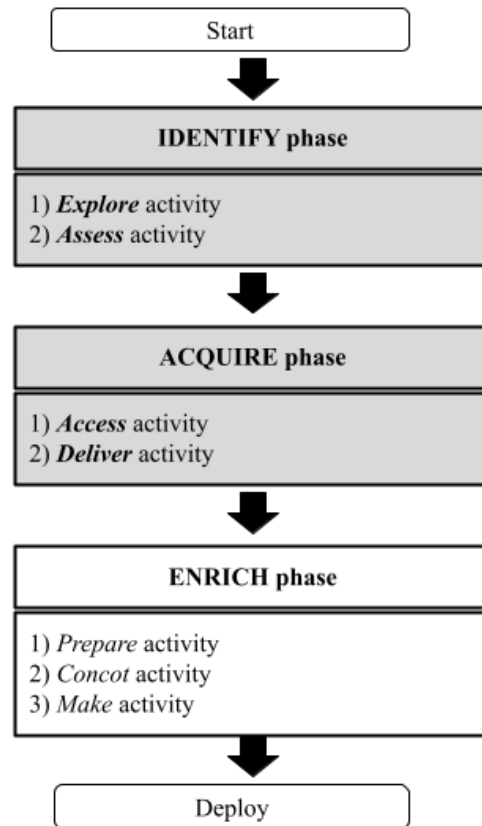 Start
IDENTIFY phase
1) Explore activity
2) Assess activity
ACQUIRE phase
1) Access activity
2) Deliver activity
ENRICH phase
1) Prepare activity
2) Concot activity
3) Make activity
Deploy